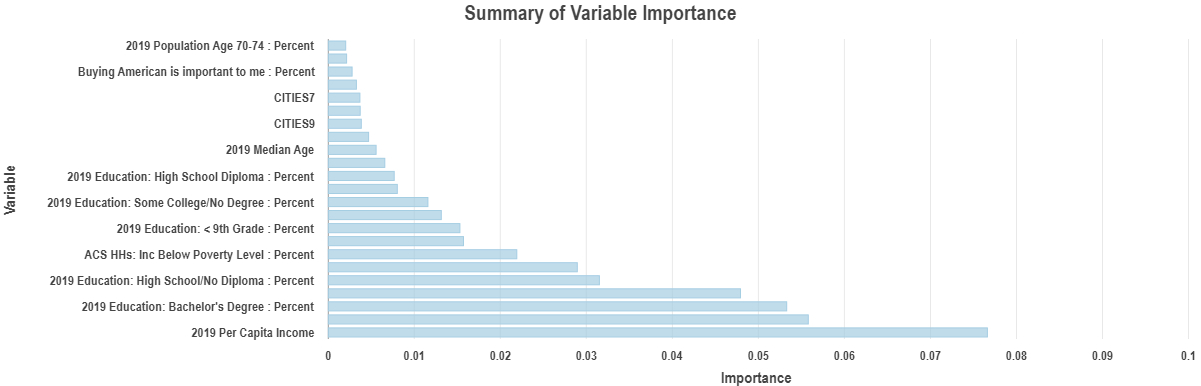 Summary of Variable Importance
Variable
2019 Population Age 70-74 : Percent
Buying American is important to me : Percent
CITIES7
CITIES9
2019 Median Age
2019 Education: High School Diploma : Percent
2019 Education: Some College/No Degree : Percent
2019 Education: < 9th Grade : Percent
ACS HHs: Inc Below Poverty Level : Percent
2019 Education: High School/No Diploma : Percent
2019 Education: Bachelor's Degree : Percent
2019 Per Capita Income
0 0.01 0.02 0.03 0.04 0.05 0.06 0.07 0.08 0.09 0.1
Importance